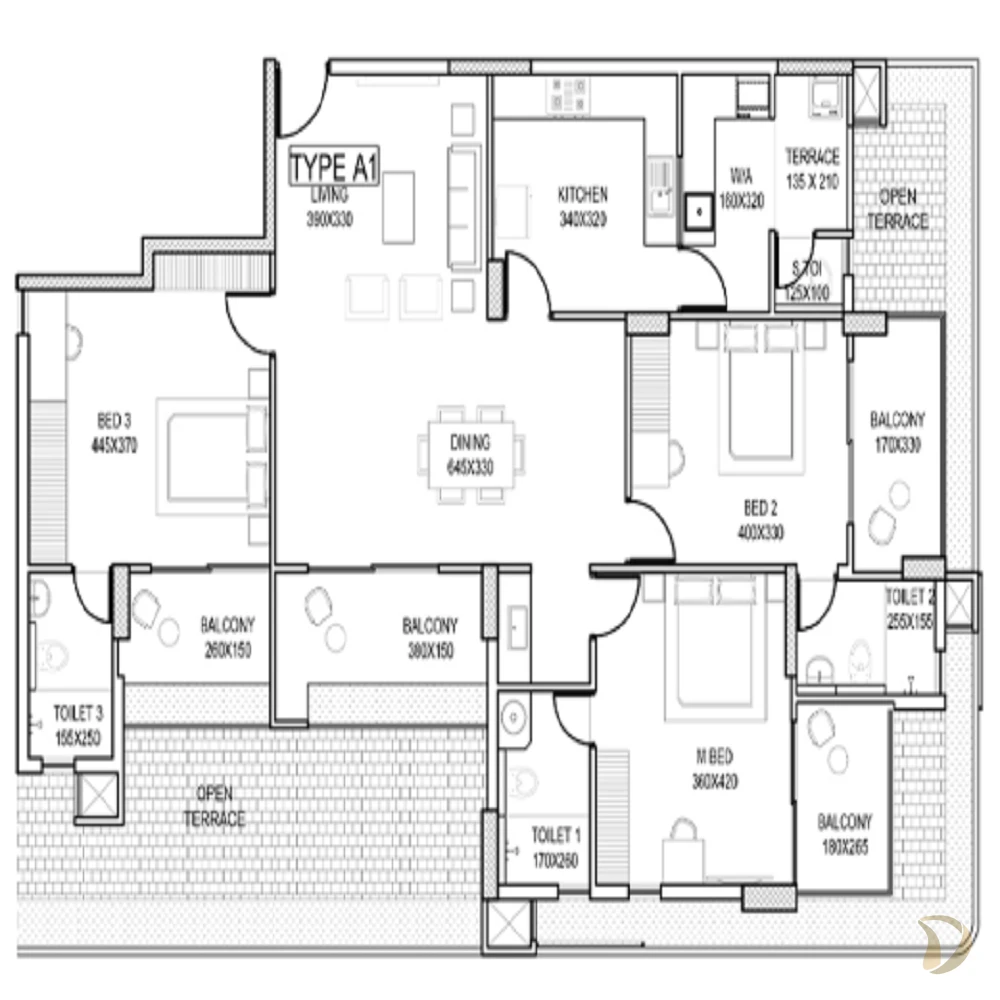 TYPE A1
LIVING
390X330
KITCHEN
340X320
W/A
160X320
TERRACE
135 X 210
OPEN
TERRACE
S.TOI
125X100
BED 3
445X370
DINING
645X330
BED 2
400X330
BALCONY
170X330
BALCONY
260X150
BALCONY
380X150
TOILET 2
255X155
TOILET 3
155X250
M BED
360X420
OPEN
TERRACE
TOILET 1
170X260
BALCONY
180X265